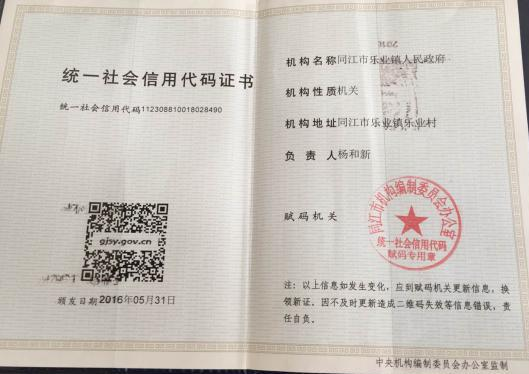 统一社会信用代码证书
统一社会信用代码112308810018028490
gjsy.gov.cn
颁发日期2016年05月31日
机构名称同江市乐业镇人民政府
机构性质机关
机构地址同江市乐业镇乐业村
负责人杨和新
赋码机关
同江市机构编制委员会办公室
统一社会信用代码
赋码专用章
注：以上信息如发生变化，应到赋码机关更新信息，换
领新证。因不及时更新造成二维码失效等信息错误，责
任自负。
中央机构编制委员会办公室监制